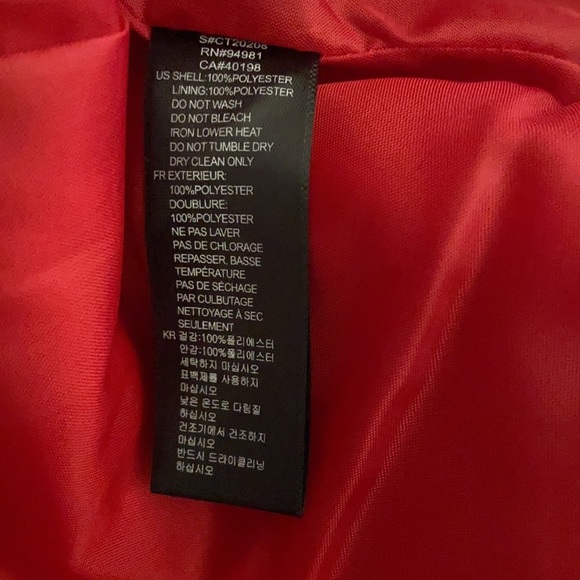 S#CT20208
RN#94981
CA#40198
US SHELL:100%POLYESTER
LINING:100%POLYESTER
DO NOT WASH
DO NOT BLEACH
IRON LOWER HEAT
DO NOT TUMBLE DRY
DRY CLEAN ONLY
FR EXTERIEUR:
100%POLYESTER
DOUBLURE:
100%POLYESTER
NE PAS LAVER
PAS DE CHLORAGE
REPASSER, BASSE
TEMPÉRATURE
PAS DE SÉCHAGE
PAR CULBUTAGE
NETTOYAGE À SEC
SEULEMENT
KR 겉감:100%폴리에스터
안감:100%폴리에스터
세탁하지 마십시오
표백제를 사용하지
마십시오
낮은 온도로 다림질
하십시오
건조기에서 건조하지
마십시오
반드시 드라이클리닝
하십시오